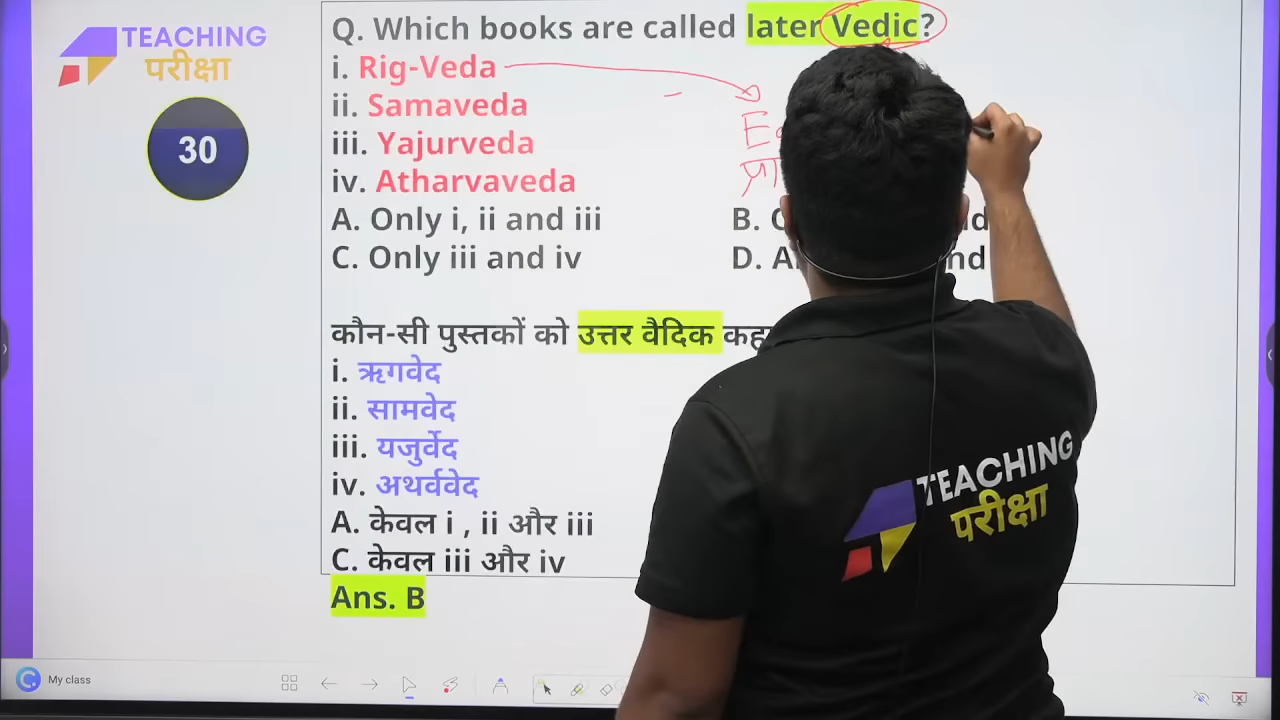 TEACHING
परीक्षा
30
Q. Which books are called later Vedic?
i. Rig-Veda
ii. Samaveda
iii. Yajurveda
iv. Atharvaveda
A. Only i, ii and iii
B.
C. Only iii and iv
D.
कौन-सी पुस्तकों को उत्तर वैदिक
i. ऋगवेद
ii. सामवेद
iii. यजुर्वेद
iv. अथर्ववेद
A. केवल i , ii और iii
C. केवल iii और iv
Ans. B
My class
TEACHING
परीक्षा